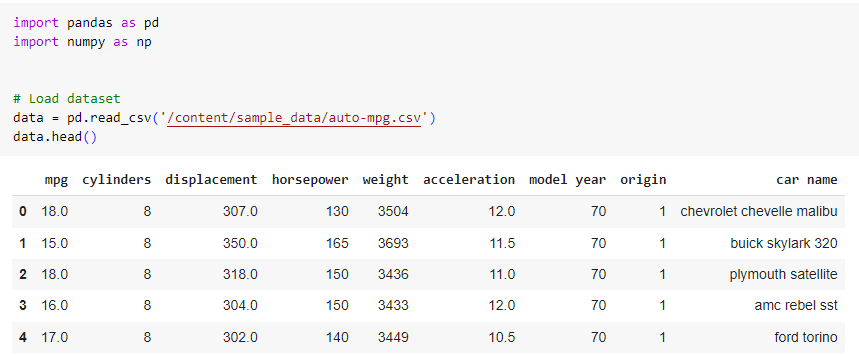 import pandas as pd
import numpy as np
# Load dataset
data = pd.read_csv('/content/sample_data/auto-mpg.csv')
data.head()
mpg cylinders displacement horsepower weight acceleration model year origin car name
0 18.0 8 307.0 130 3504 12.0 70 1 chevrolet chevelle malibu
1 15.0 8 350.0 165 3693 11.5 70 1 buick skylark 320
2 18.0 8 318.0 150 3436 11.0 70 1 plymouth satellite
3 16.0 8 304.0 150 3433 12.0 70 1 amc rebel sst
4 17.0 8 302.0 140 3449 10.5 70 1 ford torino